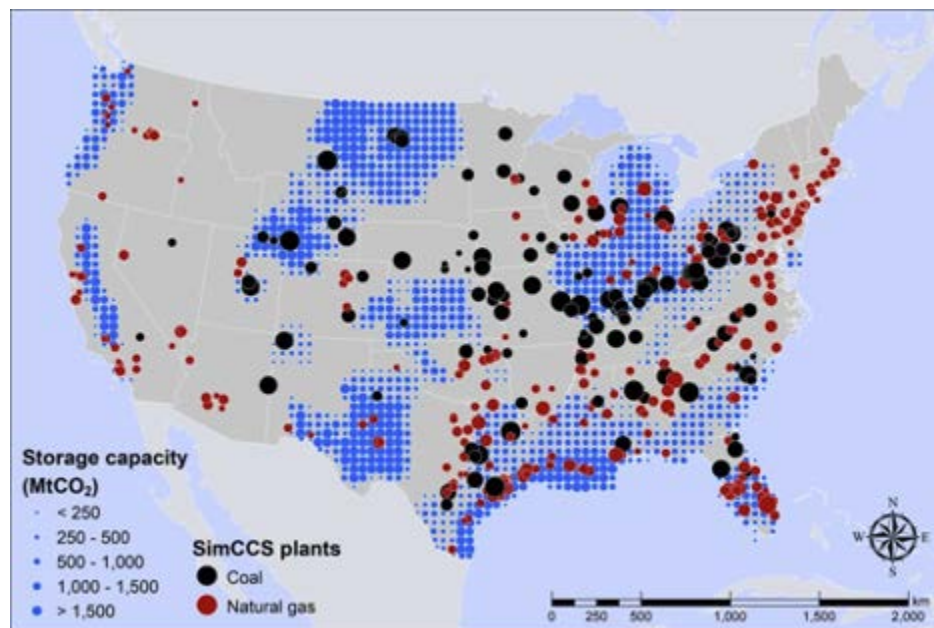 Storage capacity
(MtCO₂)
< 250
250 - 500
500 - 1,000
1,000 - 1,500
> 1,500
SimCCS plants
Coal
Natural gas
N
W
E
S
km
0 250 500 1,000 1,500 2,000